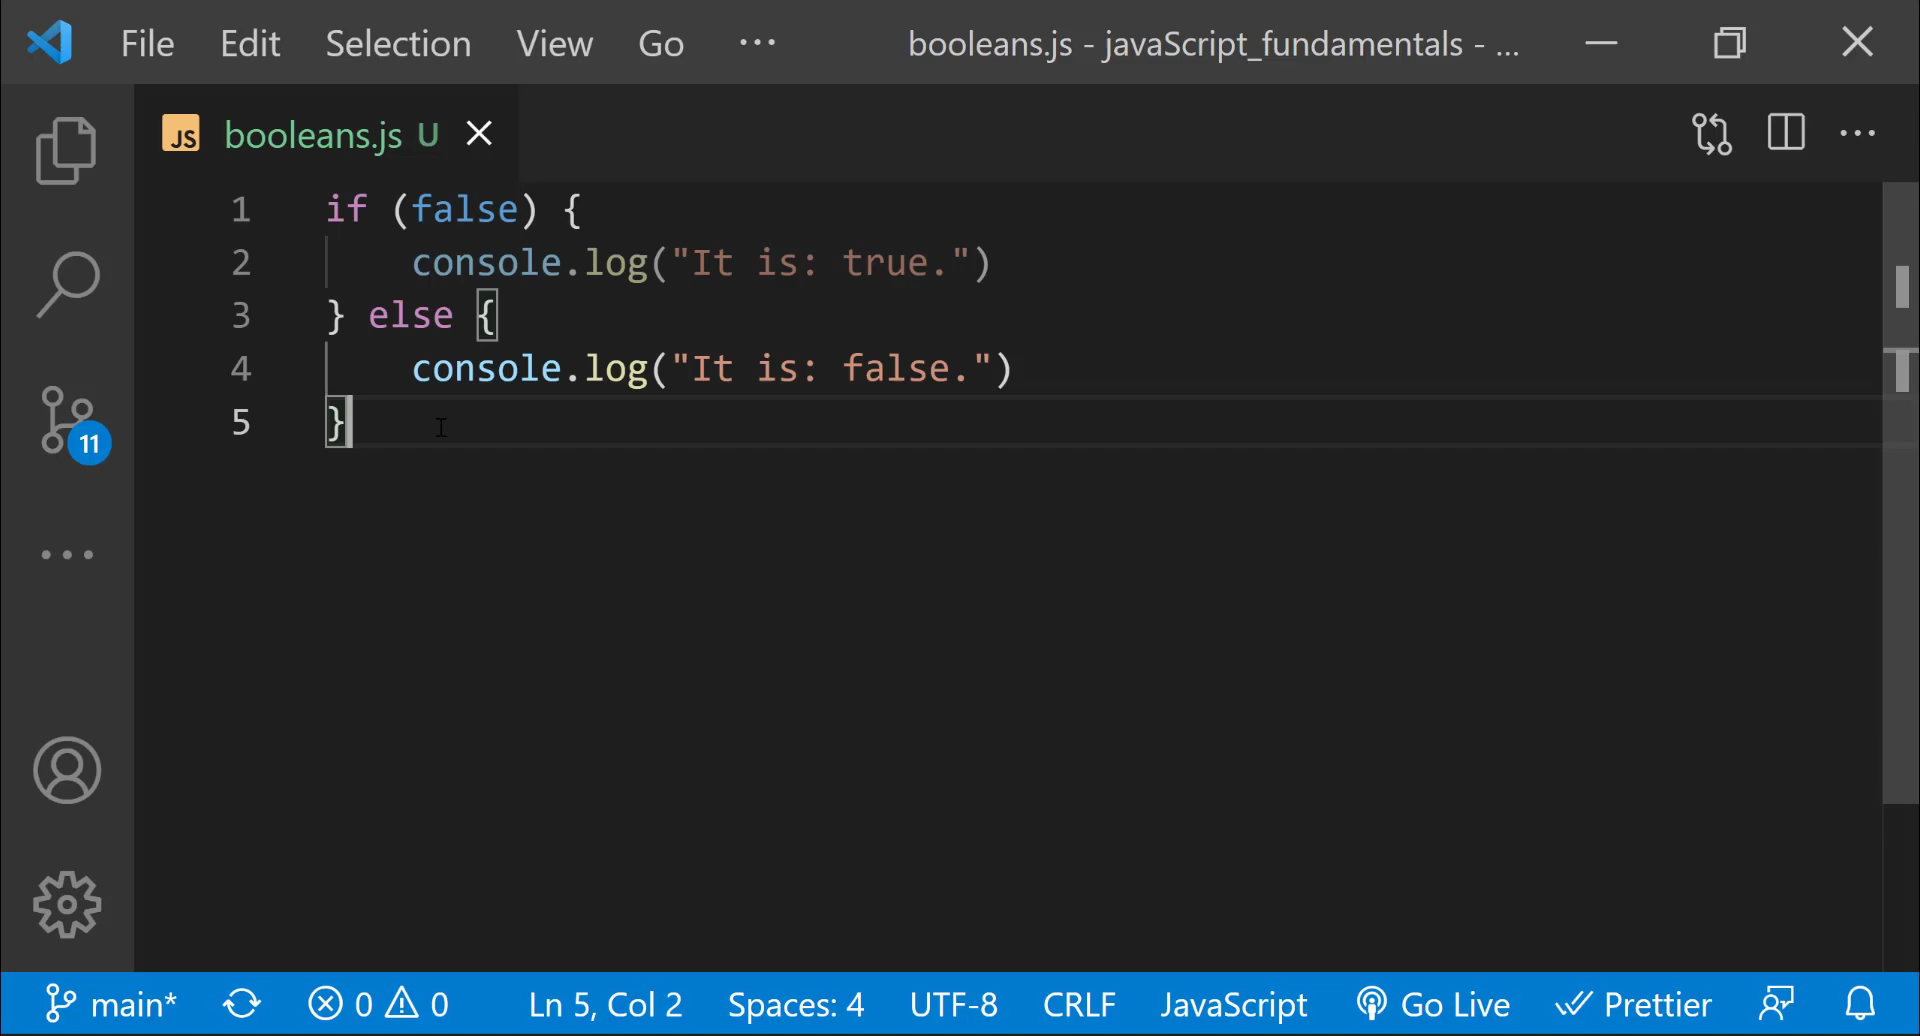 File Edit Selection View Go ··· booleans.js - javaScript_fundamentals - ...
JS booleans.js U
1 if (false) {
2     console.log("It is: true.")
3 } else {
4     console.log("It is: false.")
5 }
11
main* 0 0 Ln 5, Col 2 Spaces: 4 UTF-8 CRLF JavaScript Go Live Prettier